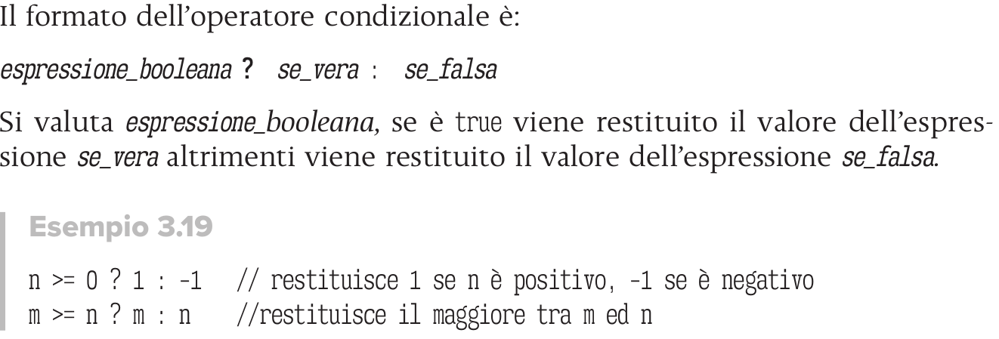 Il formato dell’operatore condizionale è:
espressione_booleana ? se_vera : se_falsa
Si valuta espressione_booleana, se è true viene restituito il valore dell’espres-
sione se_vera altrimenti viene restituito il valore dell’espressione se_falsa.
Esempio 3.19
n >= 0 ? 1 : -1 // restituisce 1 se n è positivo, -1 se è negativo
m >= n ? m : n //restituisce il maggiore tra m ed n